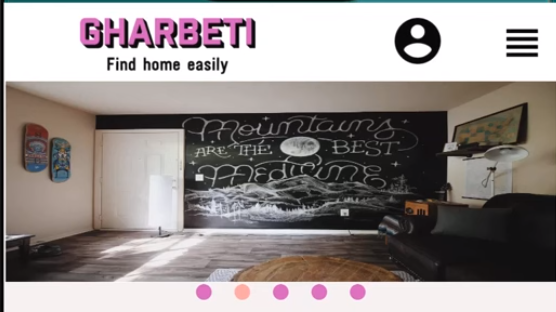 GHARBETI
Find home easily
Mountains
ARE THE BEST
Medicine